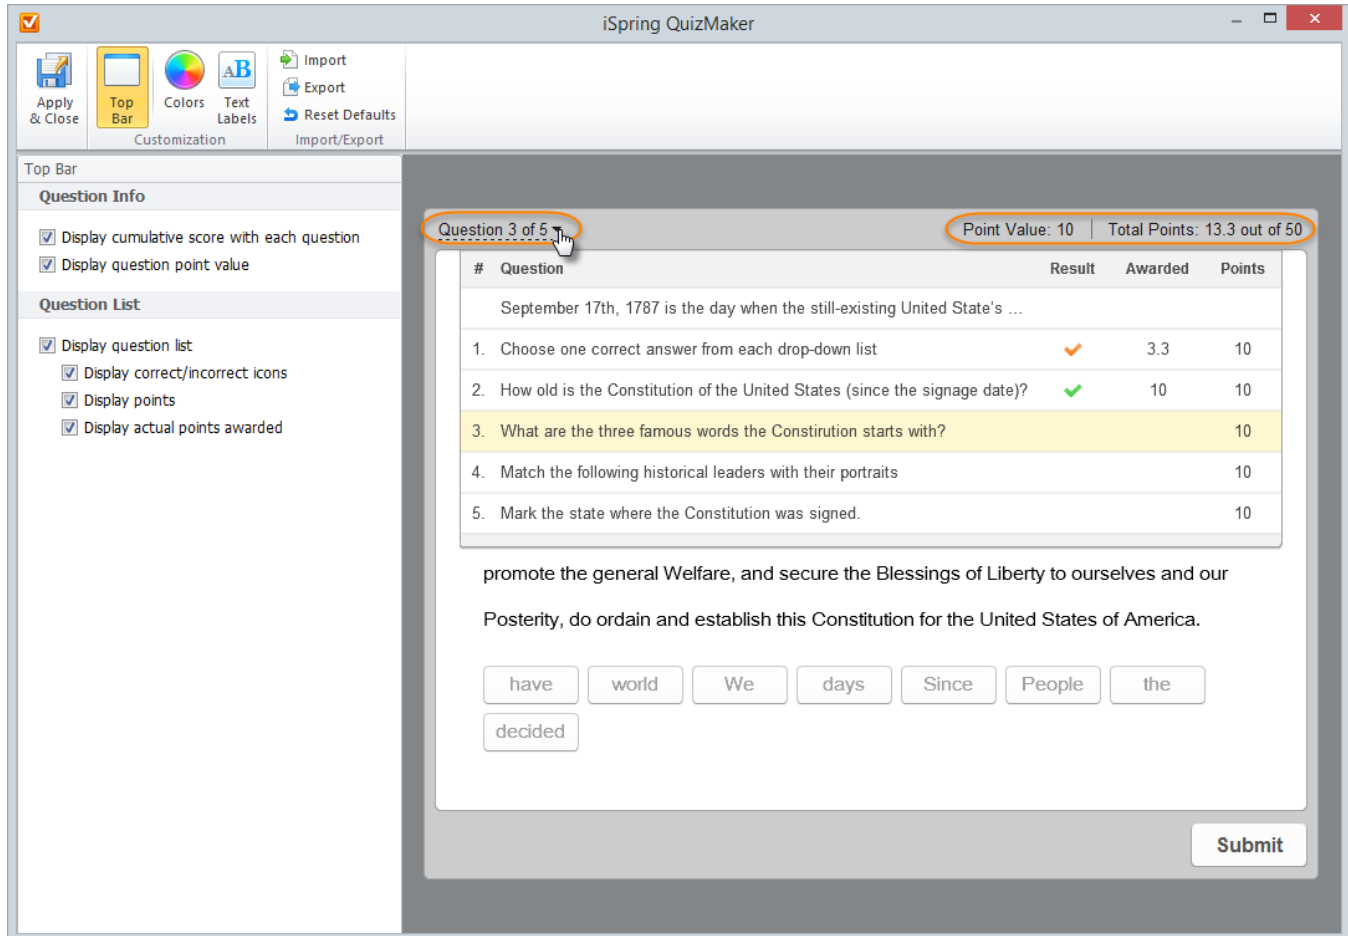 iSpring QuizMaker
Apply & Close
Top Bar
Colors
Text Labels
Import
Export
Reset Defaults
Customization
Import/Export
Top Bar
Question Info
Display cumulative score with each question
Display question point value
Question List
Display question list
Display correct/incorrect icons
Display points
Display actual points awarded
Question 3 of 5
Point Value: 10 | Total Points: 13.3 out of 50
# Question Result Awarded Points
September 17th, 1787 is the day when the still-existing United State's ...
1. Choose one correct answer from each drop-down list 3.3 10
2. How old is the Constitution of the United States (since the signage date)? 10 10
3. What are the three famous words the Constirution starts with? 10
4. Match the following historical leaders with their portraits 10
5. Mark the state where the Constitution was signed. 10
promote the general Welfare, and secure the Blessings of Liberty to ourselves and our
Posterity, do ordain and establish this Constitution for the United States of America.
have world We days Since People the
decided
Submit